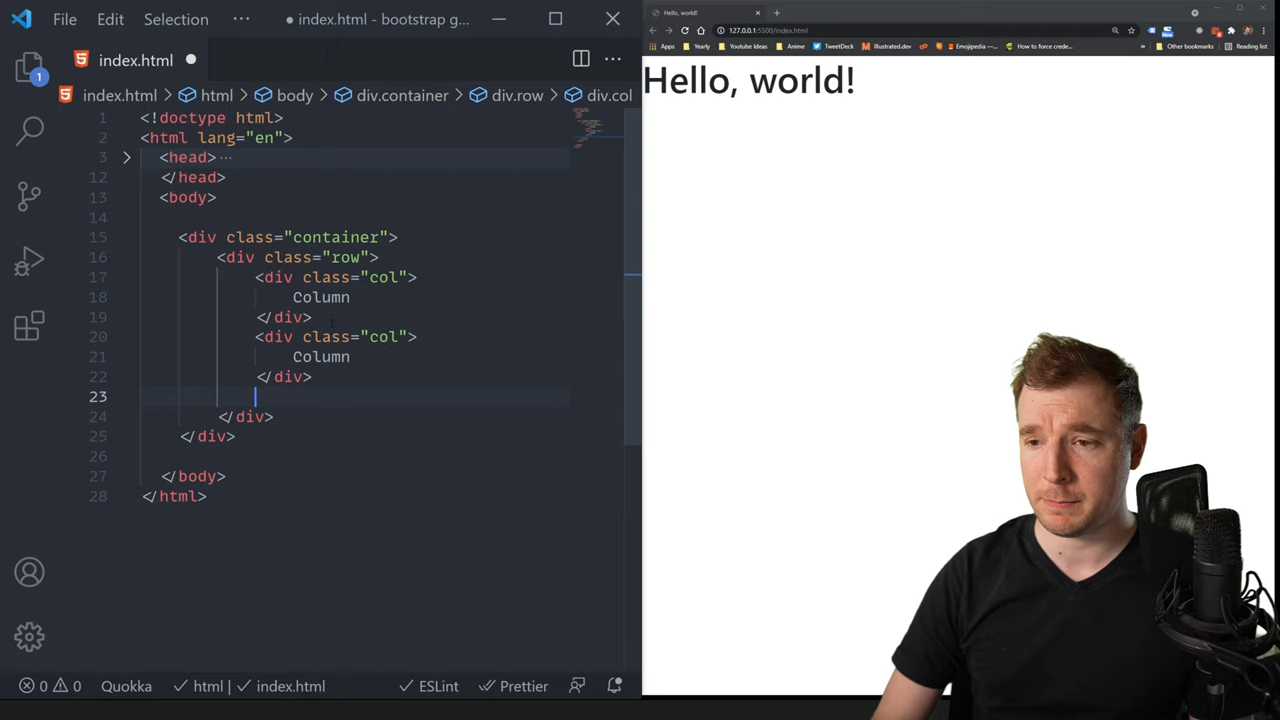 File Edit Selection ··· ● index.html - bootstrap g...
index.html
index.html > html > body > div.container > div.row > div.col
1 <!doctype html>
2 <html lang="en">
3 <head> ···
12 </head>
13 <body>
14
15 <div class="container">
16 <div class="row">
17 <div class="col">
18 Column
19 </div>
20 <div class="col">
21 Column
22 </div>
23
24 </div>
25 </div>
26
27 </body>
28 </html>
1
0 0 Quokka html | index.html ESLint Prettier
Hello, world!
127.0.0.1:5500/index.html
Apps Yearly Youtube Ideas Anime TweetDeck Illustrated.dev Emojipedia —... How to force crede... » Other bookmarks Reading list
Hello, world!